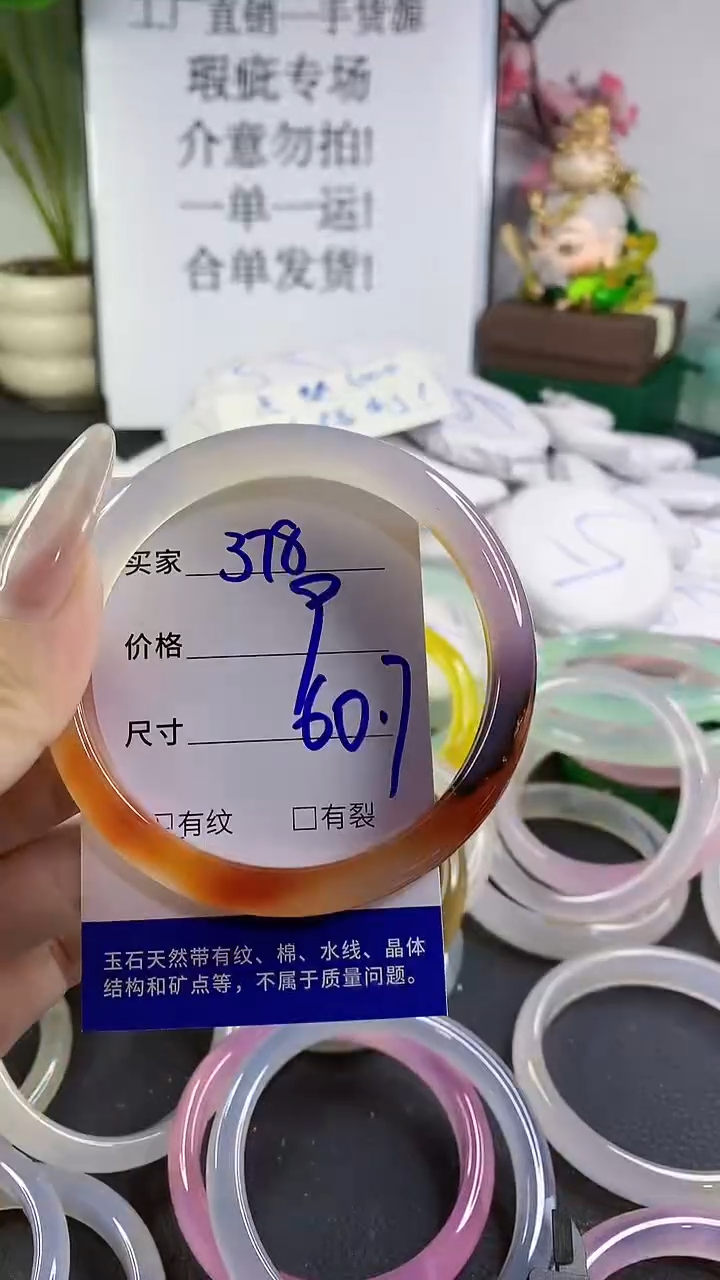 工厂直销一手货源
瑕疵专场
介意勿拍!
一单一运!
合单发货!
买家 378
价格
尺寸 60.7
□有纹 □有裂
玉石天然带有纹、棉、水线、晶体
结构和矿点等，不属于质量问题。